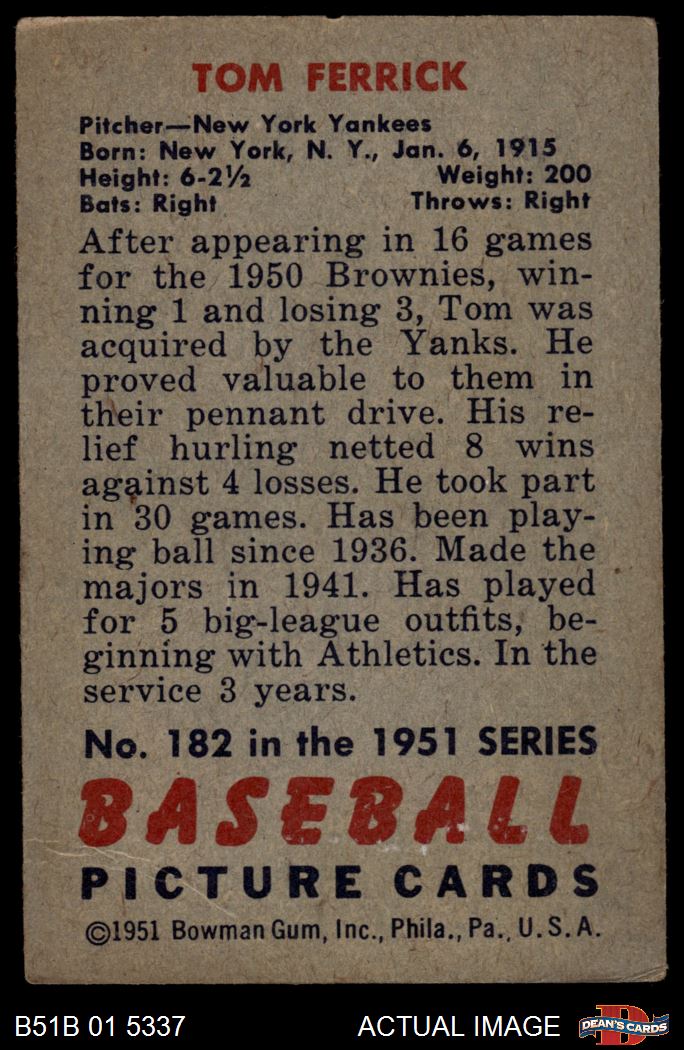 TOM FERRICK
Pitcher—New York Yankees
Born: New York, N. Y., Jan. 6, 1915
Height: 6-2½ Weight: 200
Bats: Right Throws: Right
After appearing in 16 games
for the 1950 Brownies, win-
ning 1 and losing 3, Tom was
acquired by the Yanks. He
proved valuable to them in
their pennant drive. His re-
lief hurling netted 8 wins
against 4 losses. He took part
in 30 games. Has been play-
ing ball since 1936. Made the
majors in 1941. Has played
for 5 big-league outfits, be-
ginning with Athletics. In the
service 3 years.
No. 182 in the 1951 SERIES
BASEBALL
PICTURE CARDS
©1951 Bowman Gum, Inc., Phila., Pa., U.S.A.
B51B 01 5337 ACTUAL IMAGE D DEAN'S CARDS